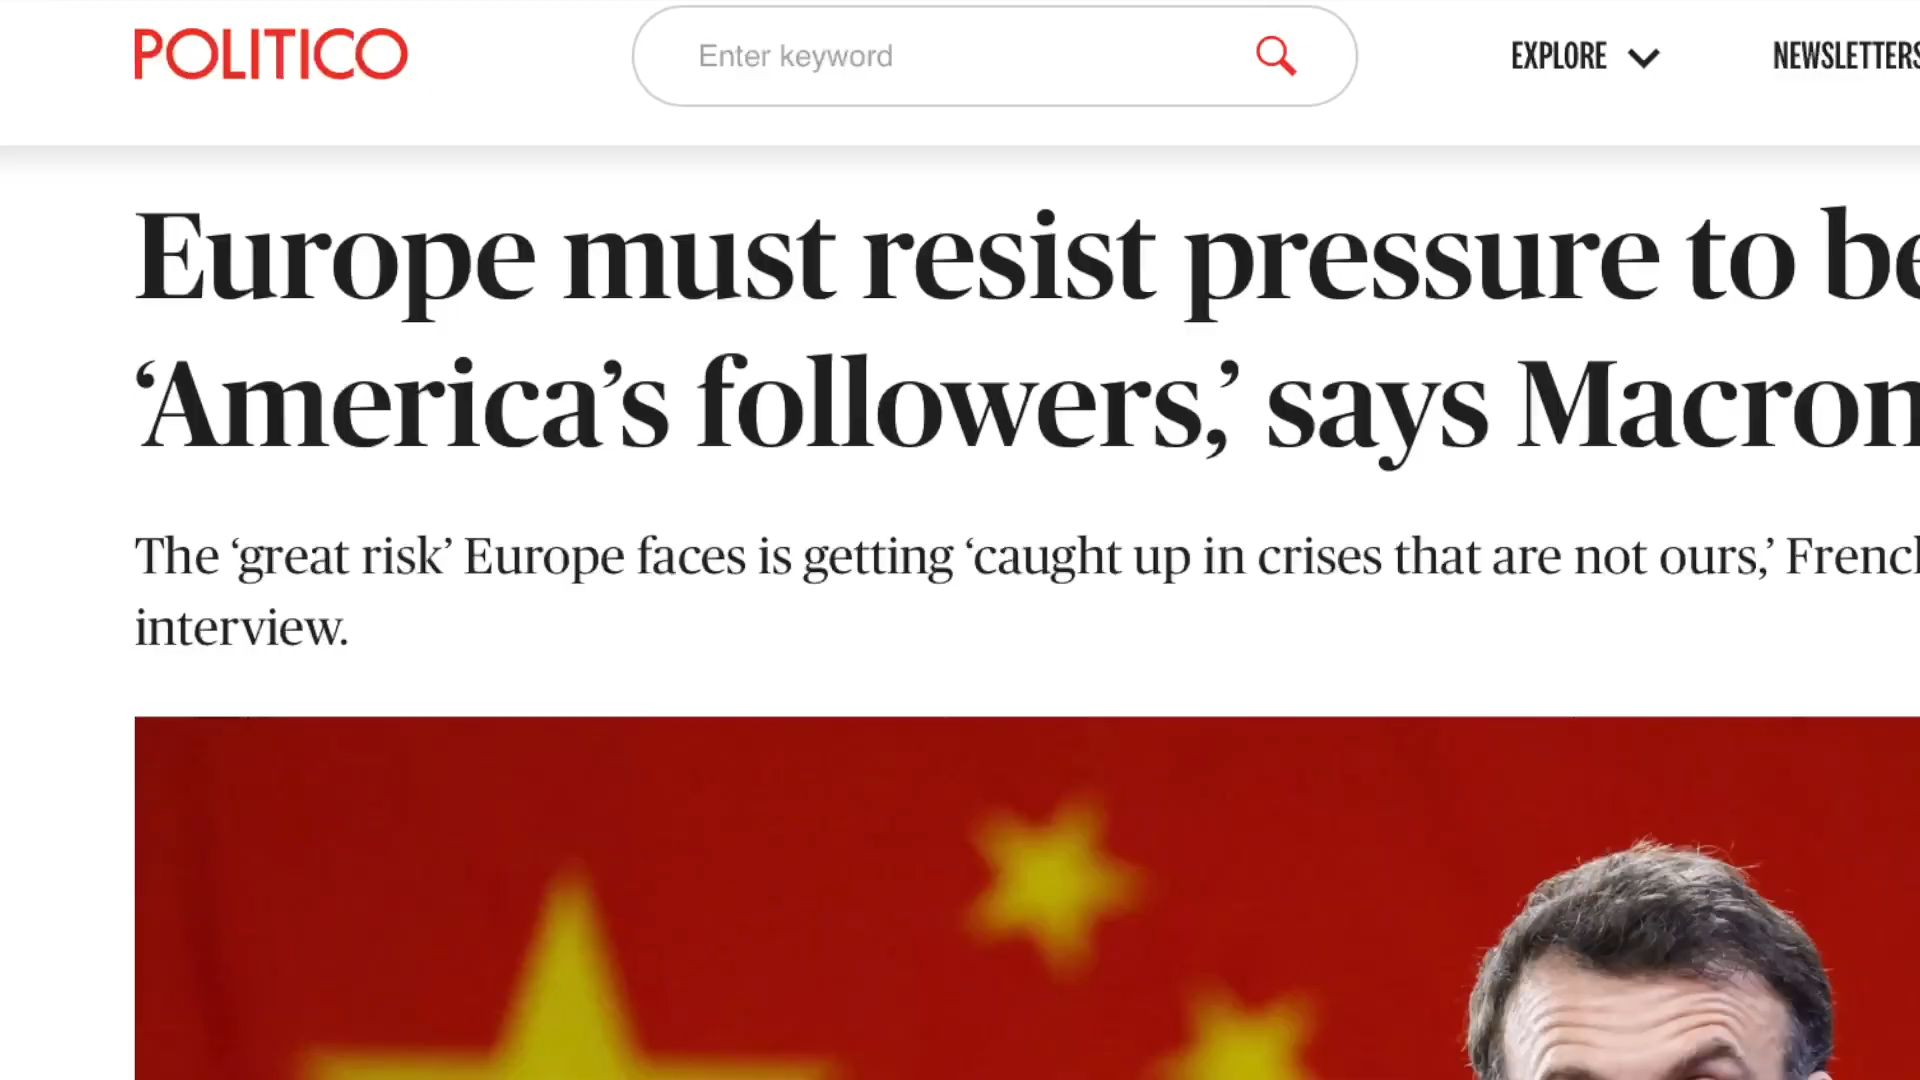 POLITICO
Enter keyword
EXPLORE
NEWSLETTERS
Europe must resist pressure to be
‘America’s followers,’ says Macron
The ‘great risk’ Europe faces is getting ‘caught up in crises that are not ours,’ French
interview.